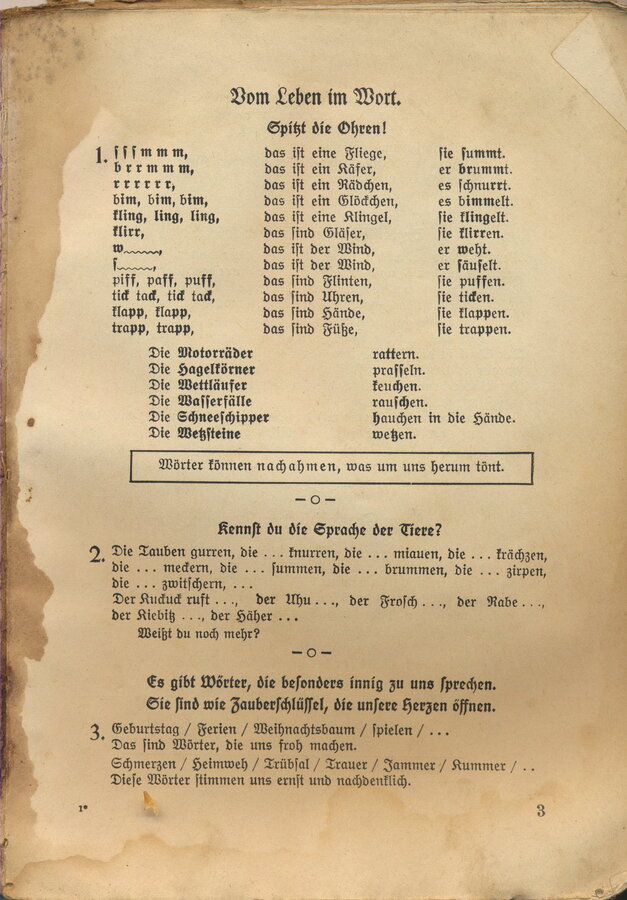 Vom Leben im Wort.
Spitzt die Ohren!
1. s s s m m m, das ist eine Fliege, sie summt.
b r r m m m, das ist ein Käfer, er brummt.
r r r r r r, das ist ein Rädchen, es schnurrt.
bim, bim, bim, das ist ein Glöckchen, es bimmelt.
kling, ling, ling, das ist eine Klingel, sie klingelt.
klirr, das sind Gläser, sie klirren.
w~~~~, das ist der Wind, er weht.
s~~~~, das ist der Wind, er säuselt.
piff, paff, puff, das sind Flinten, sie puffen.
tick tack, tick tack, das sind Uhren, sie ticken.
klapp, klapp, das sind Hände, sie klappen.
trapp, trapp, das sind Füße, sie trappen.
Die Motorräder rattern.
Die Hagelkörner prasseln.
Die Wettläufer keuchen.
Die Wasserfälle rauschen.
Die Schneeschipper hauchen in die Hände.
Die Wetzsteine wetzen.
Wörter können nachahmen, was um uns herum tönt.
Kennst du die Sprache der Tiere?
2. Die Tauben gurren, die ... knurren, die ... miauen, die ... krächzen,
die ... meckern, die ... summen, die ... brummen, die ... zirpen,
die ... zwitschern, ...
Der Kuckuck ruft ..., der Uhu ..., der Frosch ..., der Rabe ...,
der Kiebitz ..., der Häher ...
Weißt du noch mehr?
Es gibt Wörter, die besonders innig zu uns sprechen.
Sie sind wie Zauberschlüssel, die unsere Herzen öffnen.
3. Geburtstag / Ferien / Weihnachtsbaum / spielen / ...
Das sind Wörter, die uns froh machen.
Schmerzen / Heimweh / Trübsal / Trauer / Jammer / Kummer / ..
Diese Wörter stimmen uns ernst und nachdenklich.
1* 3